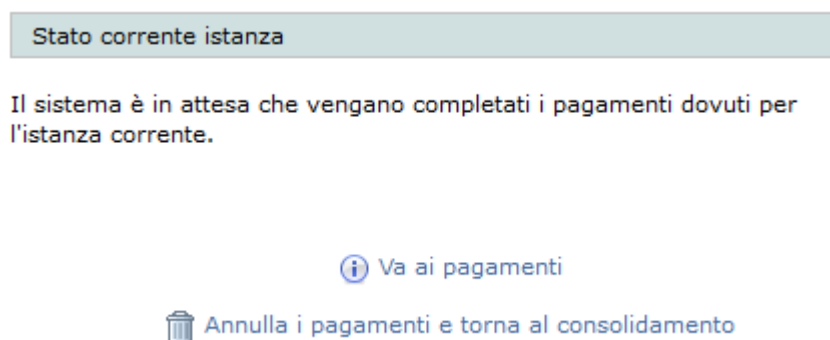 Stato corrente istanza
Il sistema è in attesa che vengano completati i pagamenti dovuti per
l'istanza corrente.
Va ai pagamenti
Annulla i pagamenti e torna al consolidamento